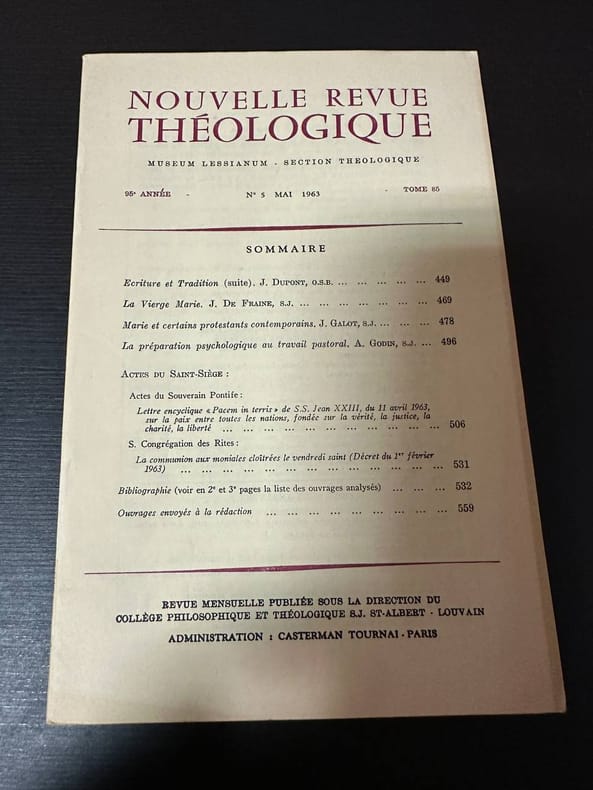 NOUVELLE REVUE
THÉOLOGIQUE
MUSEUM LESSIANUM - SECTION THEOLOGIQUE
95e ANNÉE - N° 5 MAI 1963 - TOME 85
SOMMAIRE
Ecriture et Tradition (suite). J. DUPONT, O.S.B. ... ... ... ... ... 449
La Vierge Marie. J. DE FRAINE, S.J. ... ... ... ... ... ... ... ... 469
Marie et certains protestants contemporains. J. GALOT, S.J. ... ... ... 478
La préparation psychologique au travail pastoral. A. GODIN, S.J. ... 496
ACTES DU SAINT-SIÈGE :
Actes du Souverain Pontife :
Lettre encyclique « Pacem in terris » de S.S. Jean XXIII, du 11 avril 1963,
sur la paix entre toutes les nations, fondée sur la vérité, la justice, la
charité, la liberté ... ... ... ... ... ... ... ... ... ... ... 506
S. Congrégation des Rites :
La communion aux moniales cloîtrées le vendredi saint (Décret du 1er février
1963) ... ... ... ... ... ... ... ... ... ... ... ... ... 531
Bibliographie (voir en 2e et 3e pages la liste des ouvrages analysés) ... ... ... 532
Ouvrages envoyés à la rédaction ... ... ... ... ... ... ... ... ... 559
REVUE MENSUELLE PUBLIÉE SOUS LA DIRECTION DU
COLLÈGE PHILOSOPHIQUE ET THÉOLOGIQUE S.J. ST-ALBERT - LOUVAIN
ADMINISTRATION : CASTERMAN TOURNAI - PARIS